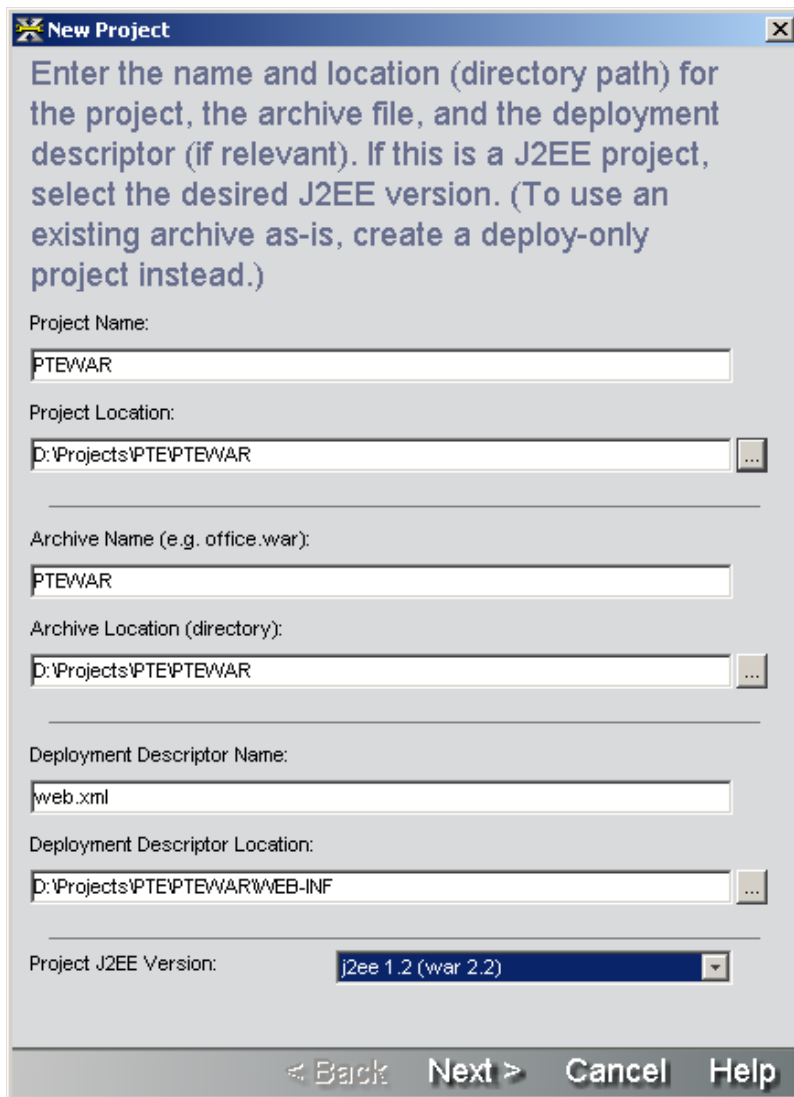 New Project
Enter the name and location (directory path) for
the project, the archive file, and the deployment
descriptor (if relevant). If this is a J2EE project,
select the desired J2EE version. (To use an
existing archive as-is, create a deploy-only
project instead.)
Project Name:
PTEWAR
Project Location:
D:\Projects\PTE\PTEWAR
...
Archive Name (e.g. office.war):
PTEWAR
Archive Location (directory):
D:\Projects\PTE\PTEWAR
...
Deployment Descriptor Name:
web.xml
Deployment Descriptor Location:
D:\Projects\PTE\PTEWAR\WEB-INF
...
Project J2EE Version:
j2ee 1.2 (war 2.2)
< Back Next > Cancel Help